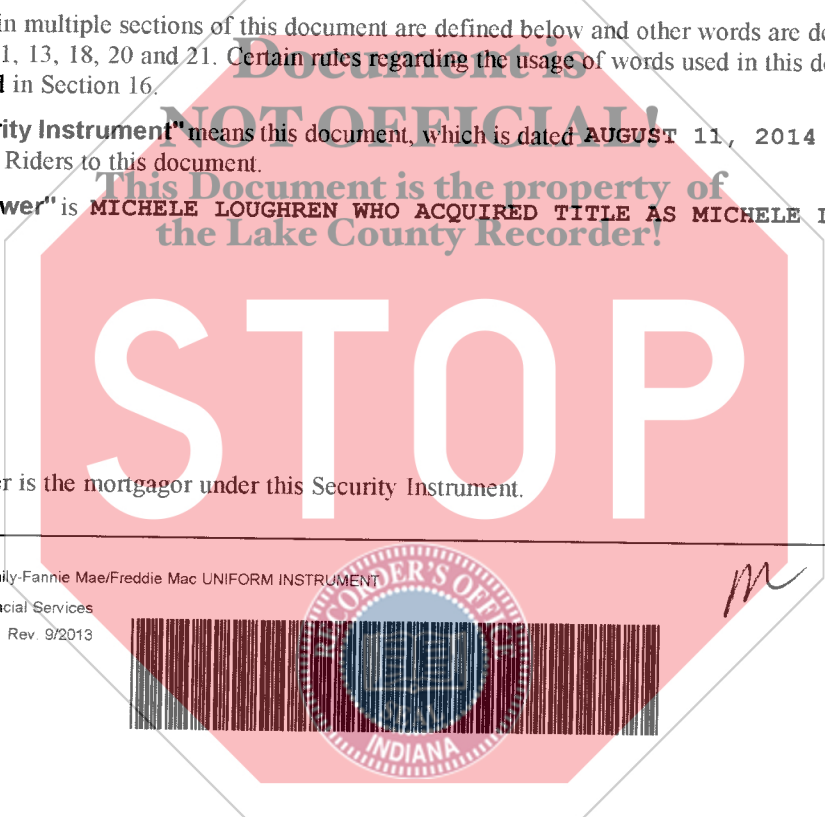 in multiple sections of this document are defined below and other words are de
1, 13, 18, 20 and 21. Certain rules regarding the usage of words used in this do
in Section 16.
Document is
NOT OFFICIAL!
This Document is the property of
the Lake County Recorder!
rity Instrument" means this document, which is dated AUGUST 11, 2014
Riders to this document.
wer" is MICHELE LOUGHREN WHO ACQUIRED TITLE AS MICHELE
STOP
er is the mortgagor under this Security Instrument.
ily-Fannie Mae/Freddie Mac UNIFORM INSTRUMENT
cial Services
Rev. 9/2013
RECORDER'S OFFICE
SEAL
INDIANA